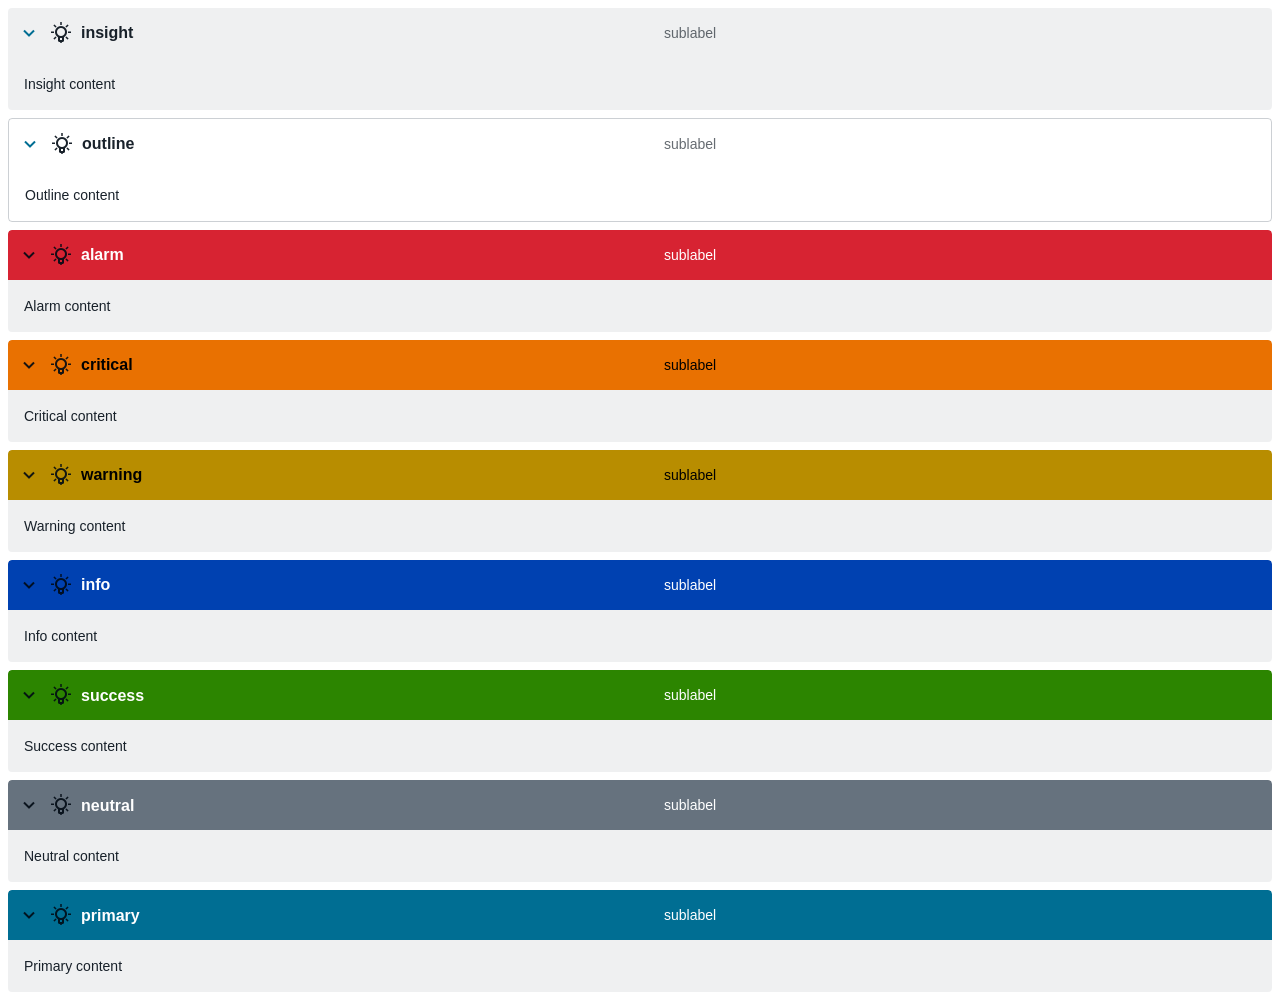 insight sublabel
Insight content
outline sublabel
Outline content
alarm sublabel
Alarm content
critical sublabel
Critical content
warning sublabel
Warning content
info sublabel
Info content
success sublabel
Success content
neutral sublabel
Neutral content
primary sublabel
Primary content